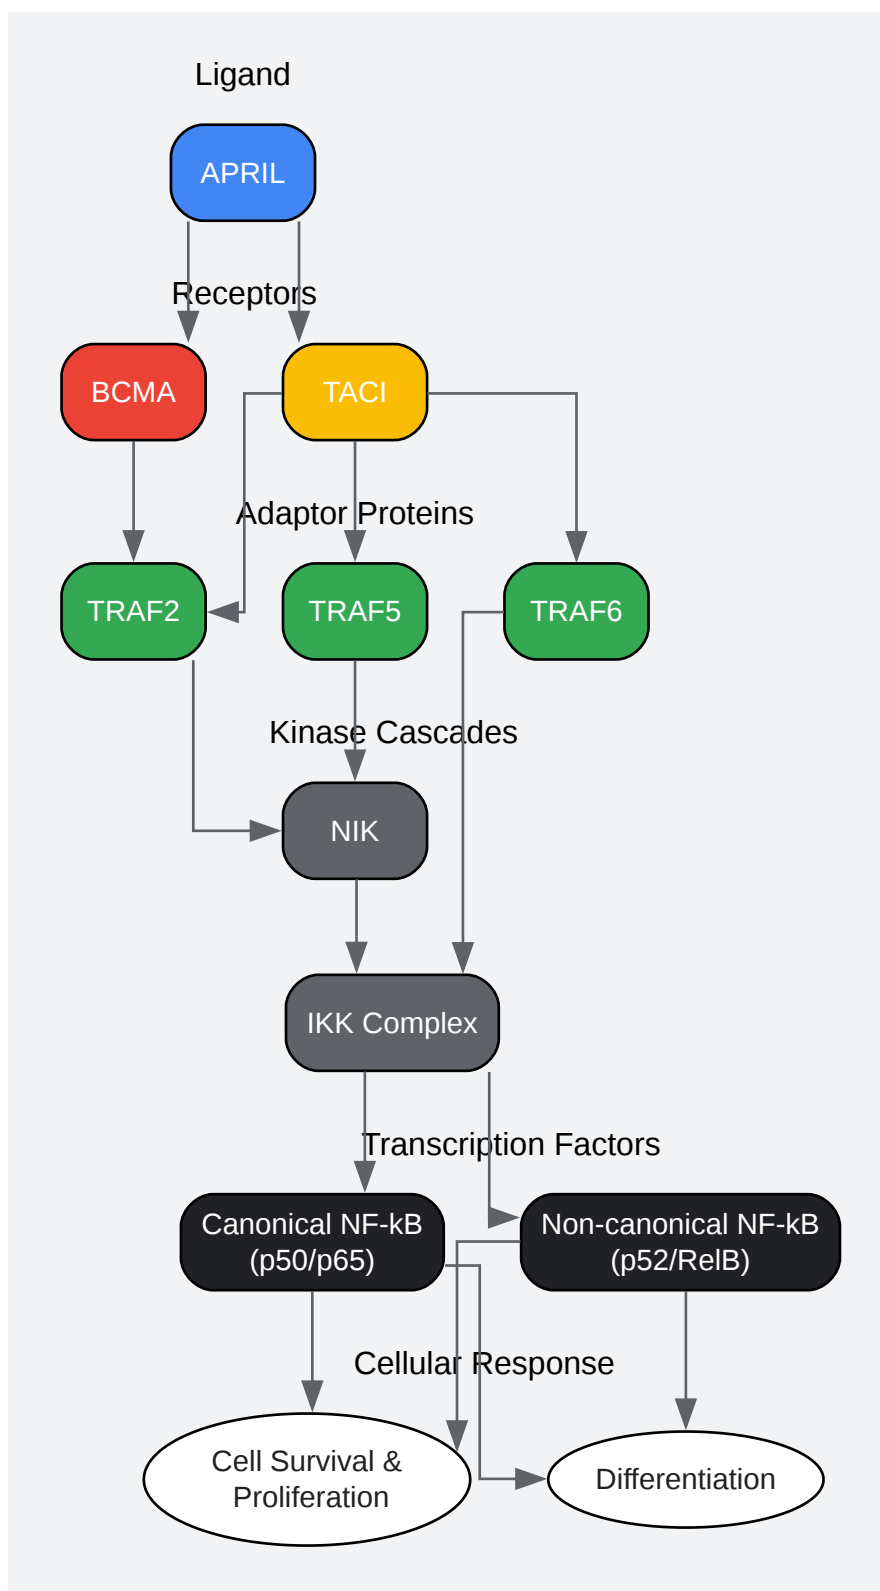 Ligand
APRIL
Receptors
BCMA
TACI
Adaptor Proteins
TRAF2
TRAF5
TRAF6
Kinase Cascades
NIK
IKK Complex
Transcription Factors
Canonical NF-kB
(p50/p65)
Non-canonical NF-kB
(p52/RelB)
Cellular Response
Cell Survival &
Proliferation
Differentiation